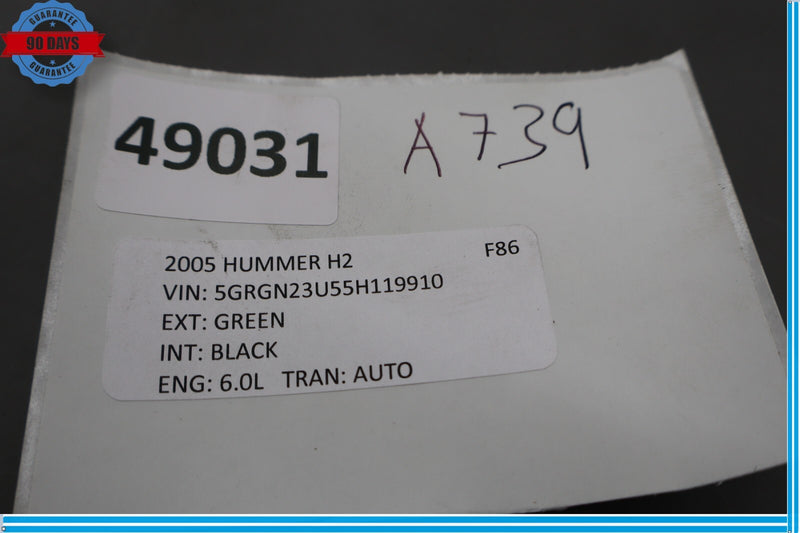 GUARANTEE
90 DAYS
GUARANTEE
49031
A739
2005 HUMMER H2
F86
VIN: 5GRGN23U55H119910
EXT: GREEN
INT: BLACK
ENG: 6.0L TRAN: AUTO